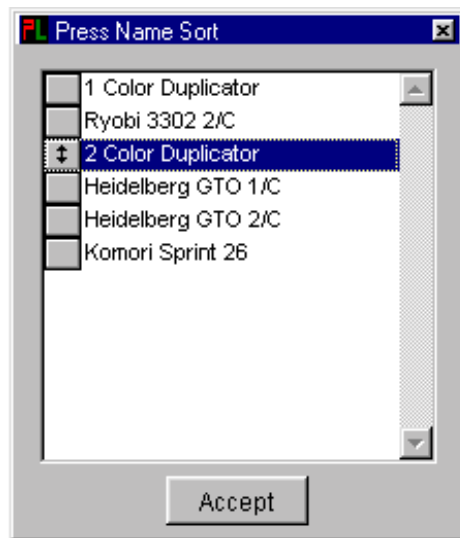 PL Press Name Sort
1 Color Duplicator
Ryobi 3302 2/C
2 Color Duplicator
Heidelberg GTO 1/C
Heidelberg GTO 2/C
Komori Sprint 26
Accept